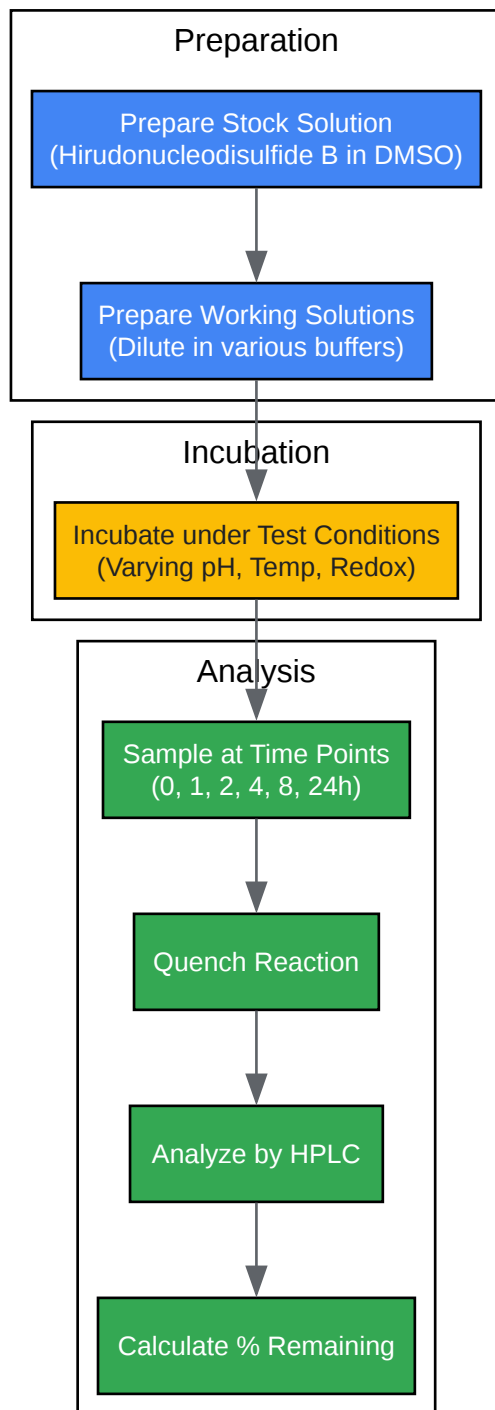 Preparation
Prepare Stock Solution
(Hirudonucleodisulfide B in DMSO)
Prepare Working Solutions
(Dilute in various buffers)
Incubation
Incubate under Test Conditions
(Varying pH, Temp, Redox)
Analysis
Sample at Time Points
(0, 1, 2, 4, 8, 24h)
Quench Reaction
Analyze by HPLC
Calculate % Remaining